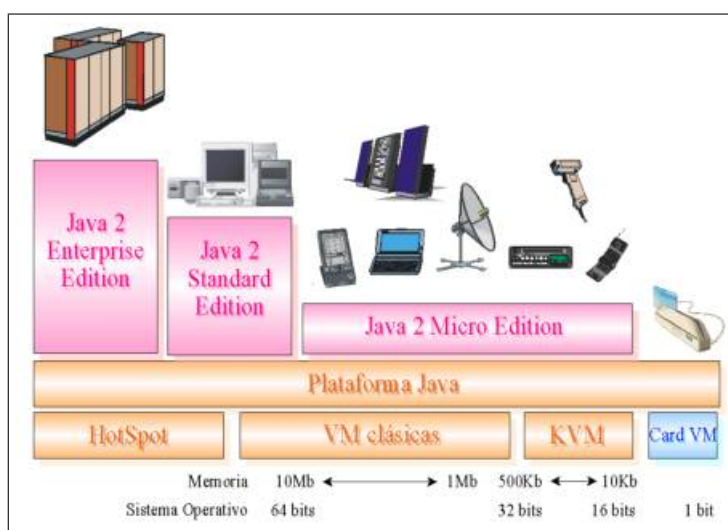 Java 2
Enterprise
Edition
Java 2
Standard
Edition
Java 2 Micro Edition
Plataforma Java
HotSpot
VM clásicas
KVM
Card VM
Memoria 10Mb 1Mb 500Kb 10Kb
Sistema Operativo 64 bits 32 bits 16 bits 1 bit